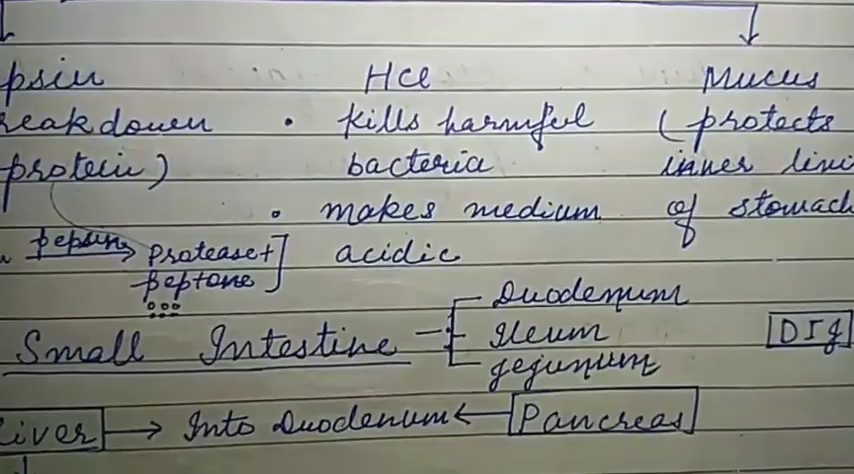 psin HCl Mucus
reakdown • kills harmful (protects
protein) bacteria inner lini
• makes medium of stomach
pepsin Protease+ acidic
peptone
Duodenum
Small Intestine - Ileum [DIg
Jejunum
iver → Into Duodenum ← Pancreas